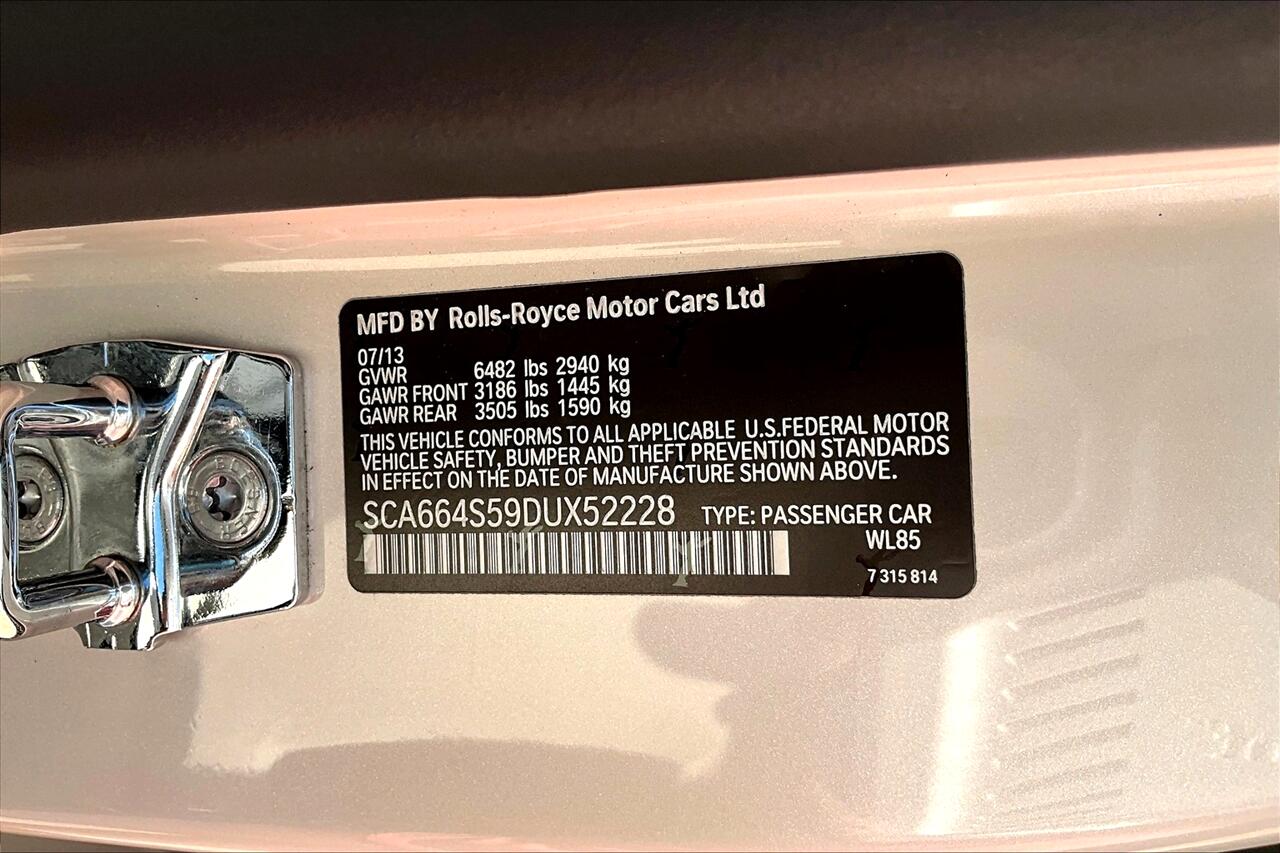 MFD BY Rolls-Royce Motor Cars Ltd
07/13
GVWR 6482 lbs 2940 kg
GAWR FRONT 3186 lbs 1445 kg
GAWR REAR 3505 lbs 1590 kg
THIS VEHICLE CONFORMS TO ALL APPLICABLE U.S.FEDERAL MOTOR
VEHICLE SAFETY, BUMPER AND THEFT PREVENTION STANDARDS
IN EFFECT ON THE DATE OF MANUFACTURE SHOWN ABOVE.
SCA664S59DUX52228 TYPE: PASSENGER CAR
WL85
7 315 814